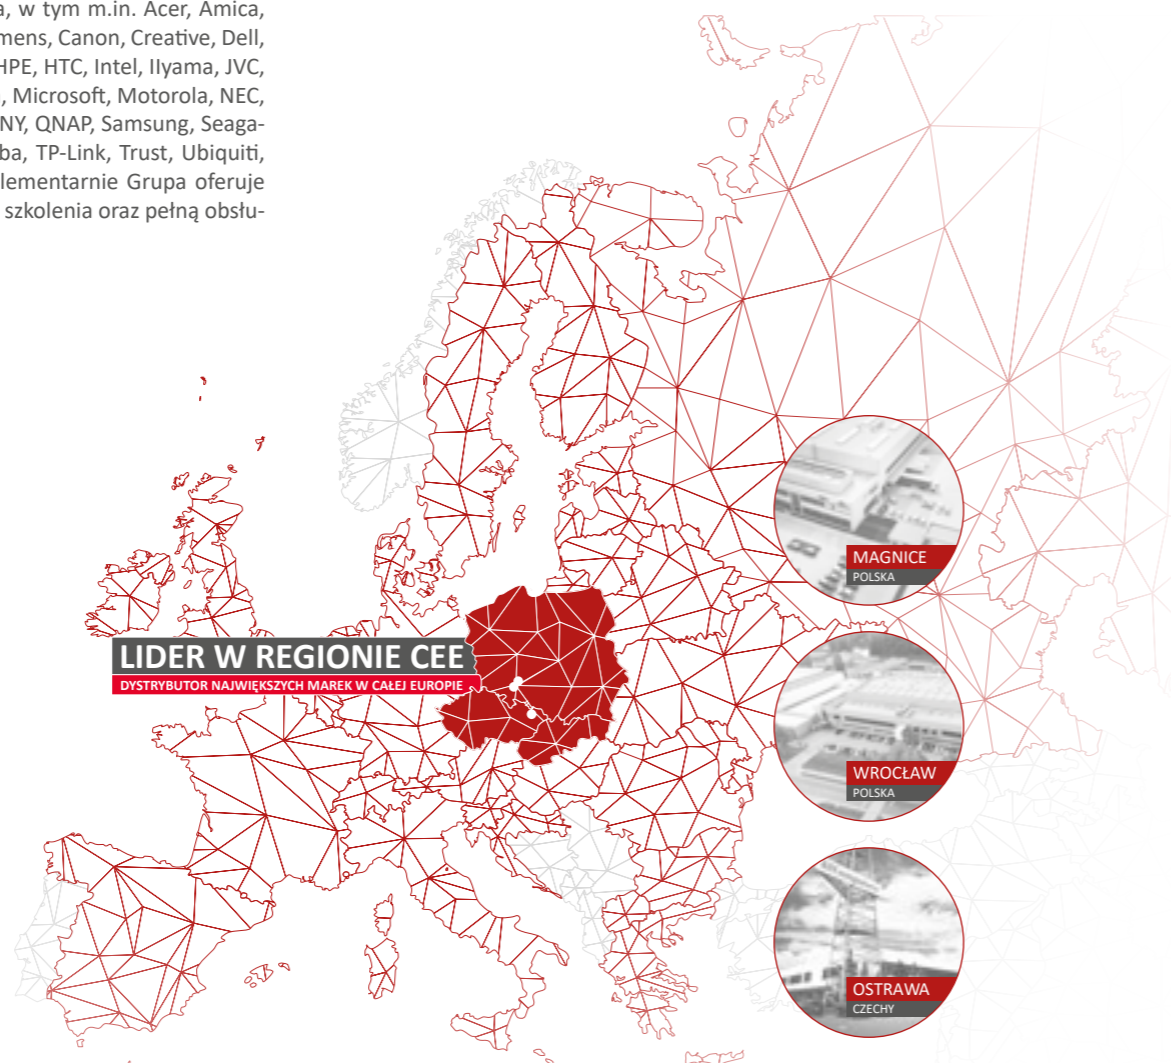 a, w tym m.in. Acer, Amica,
mens, Canon, Creative, Dell,
HPE, HTC, Intel, IIyama, JVC,
, Microsoft, Motorola, NEC,
NY, QNAP, Samsung, Seaga-
ba, TP-Link, Trust, Ubiquiti,
lementarnie Grupa oferuje
szkolenia oraz pełną obsłu-
LIDER W REGIONIE CEE
DYSTRYBUTOR NAJWIĘKSZYCH MAREK W CAŁEJ EUROPIE
MAGNICE
POLSKA
WROCŁAW
POLSKA
OSTRAWA
CZECHY